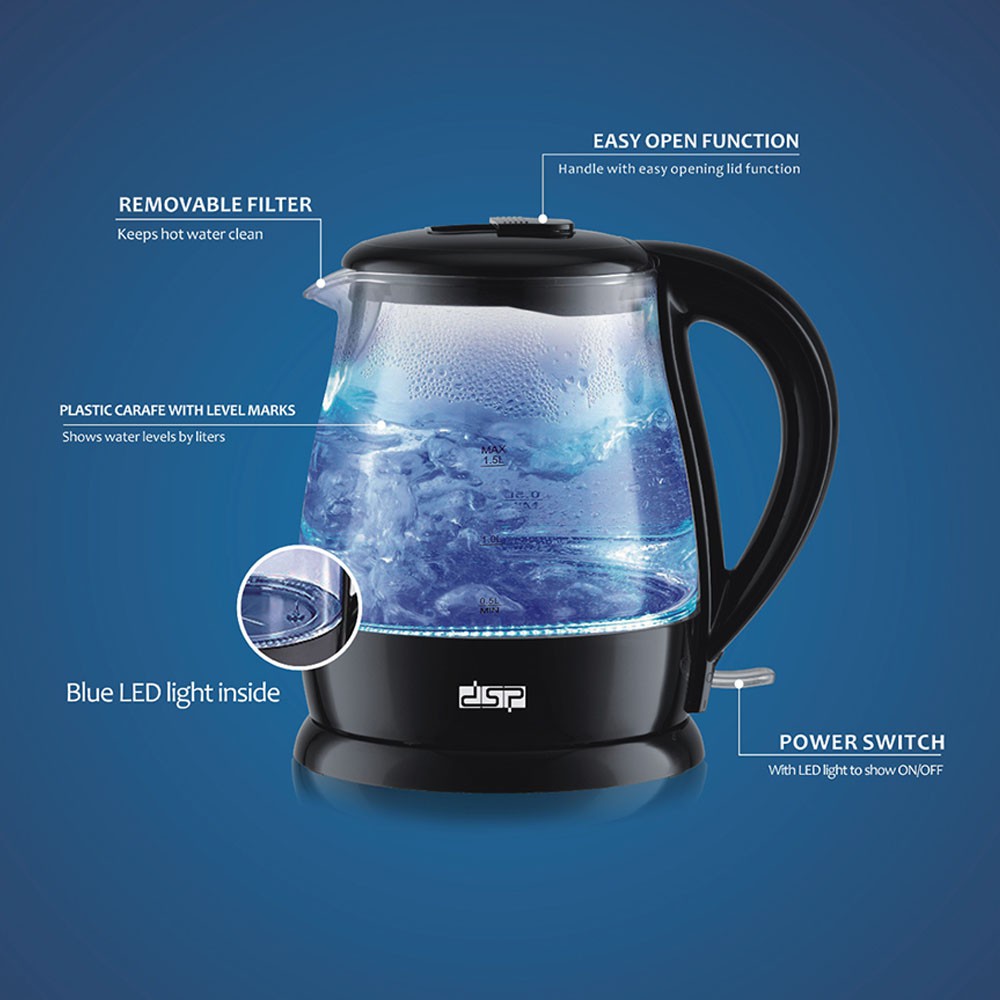 EASY OPEN FUNCTION
Handle with easy opening lid function
REMOVABLE FILTER
Keeps hot water clean
PLASTIC CARAFE WITH LEVEL MARKS
Shows water levels by liters
MAX
1.5L
1.0L
0.5L
MIN
Blue LED light inside
dsp
POWER SWITCH
With LED light to show ON/OFF